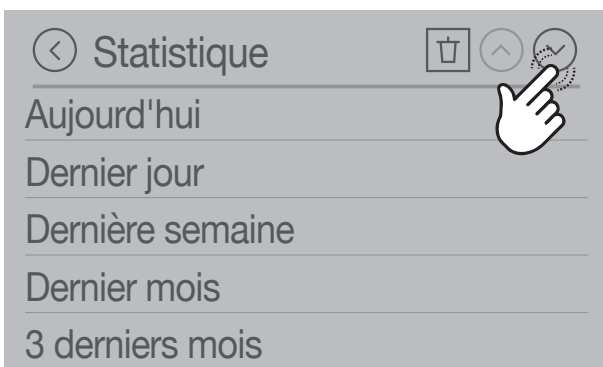 Statistique
Aujourd'hui
Dernier jour
Dernière semaine
Dernier mois
3 derniers mois